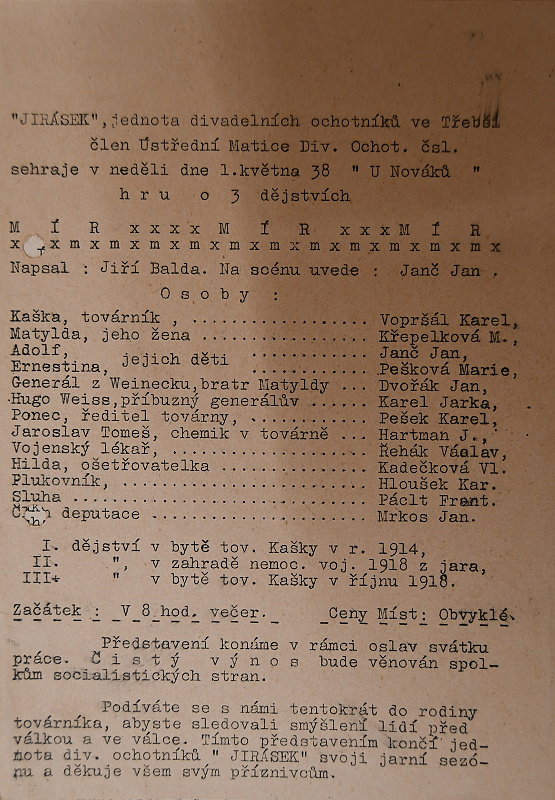 "JIRÁSEK", jednota divadelních ochotníků ve Třebíši
člen Ústřední Matice Div. Ochot. čsl.
sehraje v neděli dne 1.května 38 " U Nováků "
h r u o 3 dějstvích
M Í R x x x x M Í R x x x M Í R
x x m x m x m x m x m x m x m x m x m x m x m x m x
Napsal : Jiří Balda. Na scénu uvede : Janč Jan .
O s o b y :
Kaška, továrník , .................. Vopršál Karel,
Matylda, jeho žena ................. Křepelková M.,
Adolf, ............ Janč Jan,
jejich děti
Ernestina, ............ Pešková Marie,
Generál z Weinecku,bratr Matyldy ... Dvořák Jan,
Hugo Weiss,příbuzný generálův ...... Karel Jarka,
Ponec, ředitel továrny, ............ Pešek Karel,
Jaroslav Tomeš, chemik v továrně ... Hartman J.,
Vojenský lékař, .................. Řehák Váalav,
Hilda, ošetřovatelka ............... Kadečková Vl.
Plukovník, ......................... Hloušek Kar.
Sluha .............................. Páclt Frant.
deputace ........................ Mrkos Jan.
I. dějství v bytě tov. Kašky v r. 1914,
II. ", v zahradě nemoc. voj. 1918 z jara,
III. " v bytě tov. Kašky v říjnu 1918.
Začátek : V 8 hod. večer. Ceny Míst: Obvyklé.
Představení konáme v rámci oslav svátku
práce. Č i s t ý v ý n o s bude věnován spol-
kům socialistických stran.
Podíváte se s námi tentokrát do rodiny
továrníka, abyste sledovali smýšlení lidí před
válkou a ve válce. Tímto představením končí jed-
nota div. ochotníků " JIRÁSEK" svoji jarní sezó-
nu a děkuje všem svým příznivcům.